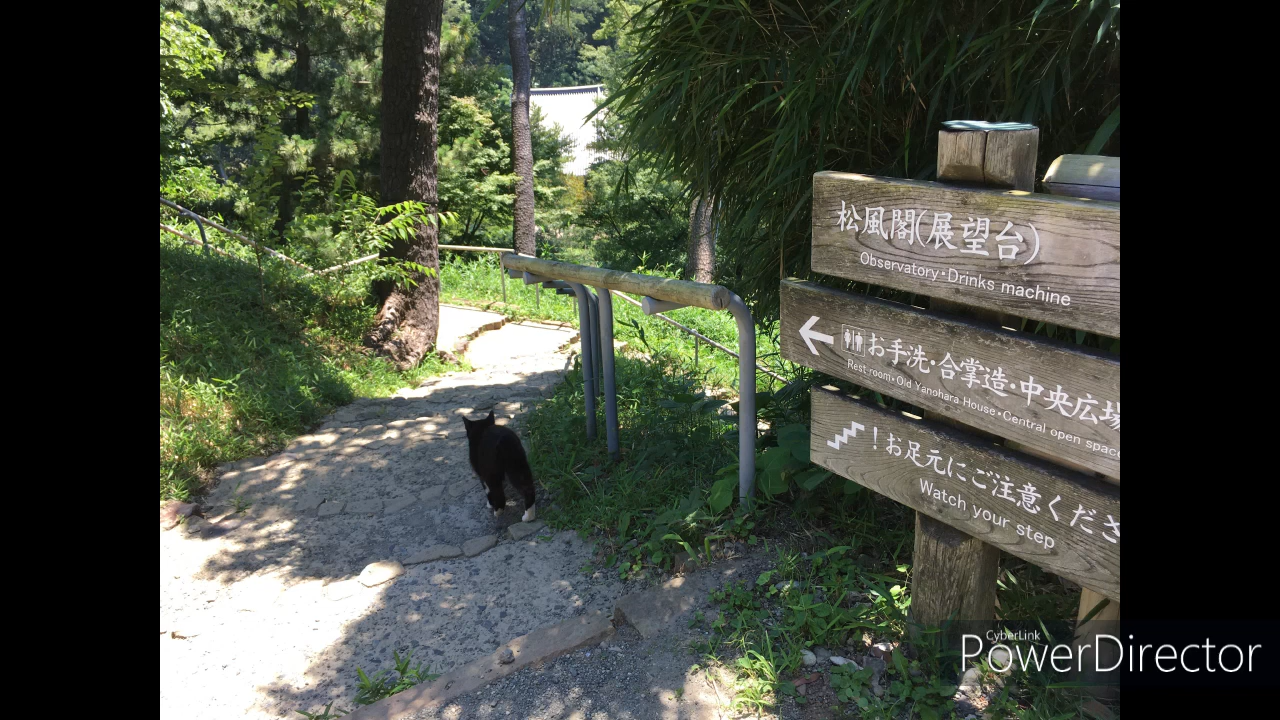 松風閣(展望台)
Observatory・Drinks machine
お手洗・合掌造・中央広場
Rest room・Old Yanohara House・Central open space
！お足元にご注意くださ
Watch your step
CyberLink
PowerDirector